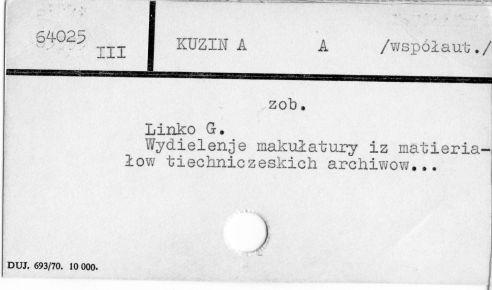 64025 III
KUZIN A A /współaut./
zob.
Linko G.
Wydielenje makułatury iz matieria-
łow tiechniczeskich archiwow...
DUJ. 693/70. 10 000.